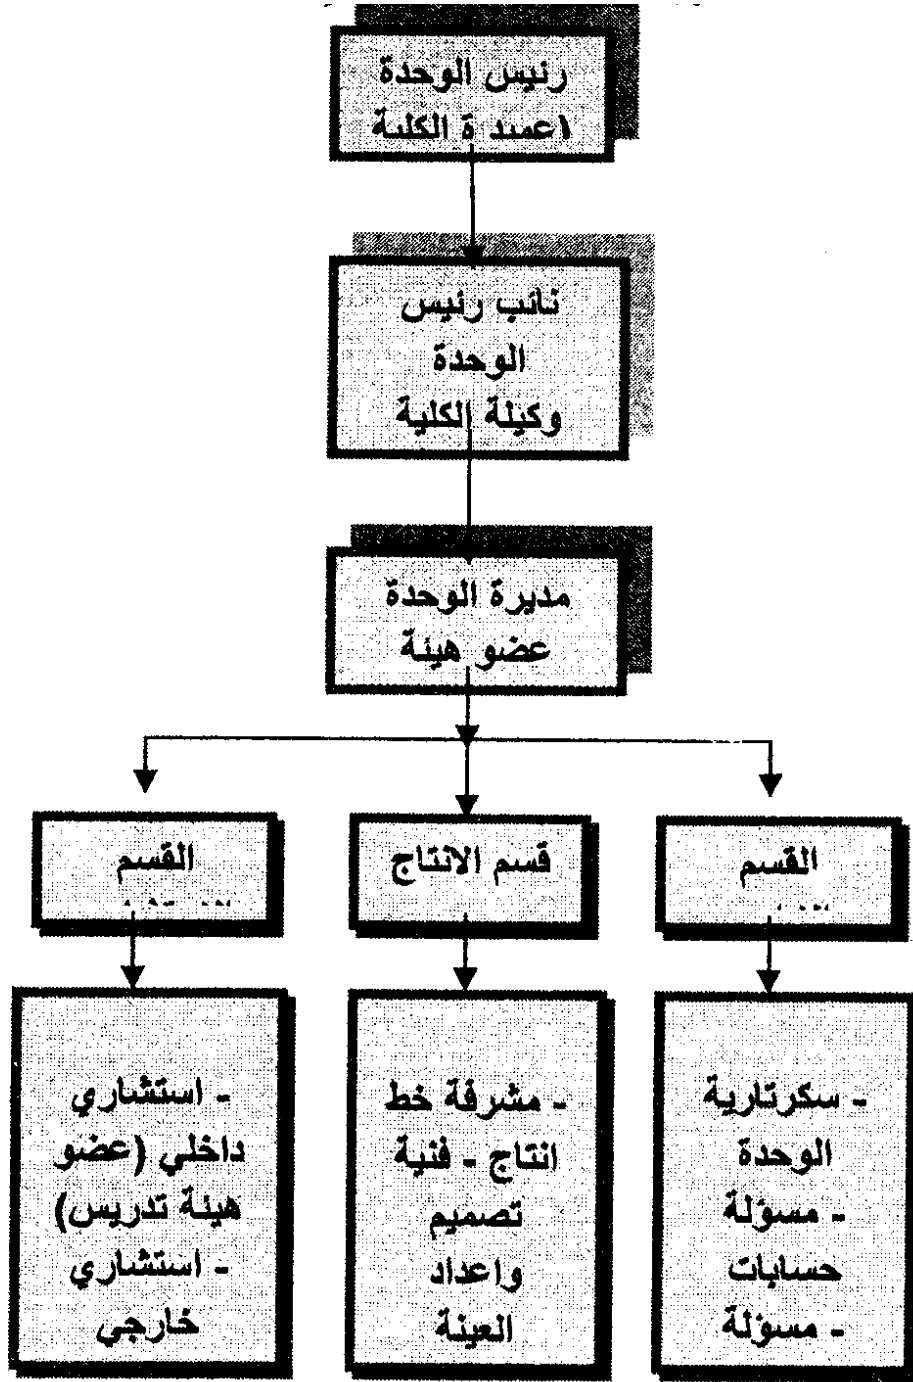 رئيس الوحدة
عميدة الكلية
نائب رئيس
الوحدة
وكيلة الكلية
مديرة الوحدة
عضو هيئة
القسم
قسم الانتاج
القسم
- سكرتارية
الوحدة
- مسؤلة
حسابات
- مسؤلة
- مشرفة خط
انتاج - فنية
تصميم
واعداد
العينة
- استشاري
داخلي (عضو
هيئة تدريس)
- استشاري
خارجي